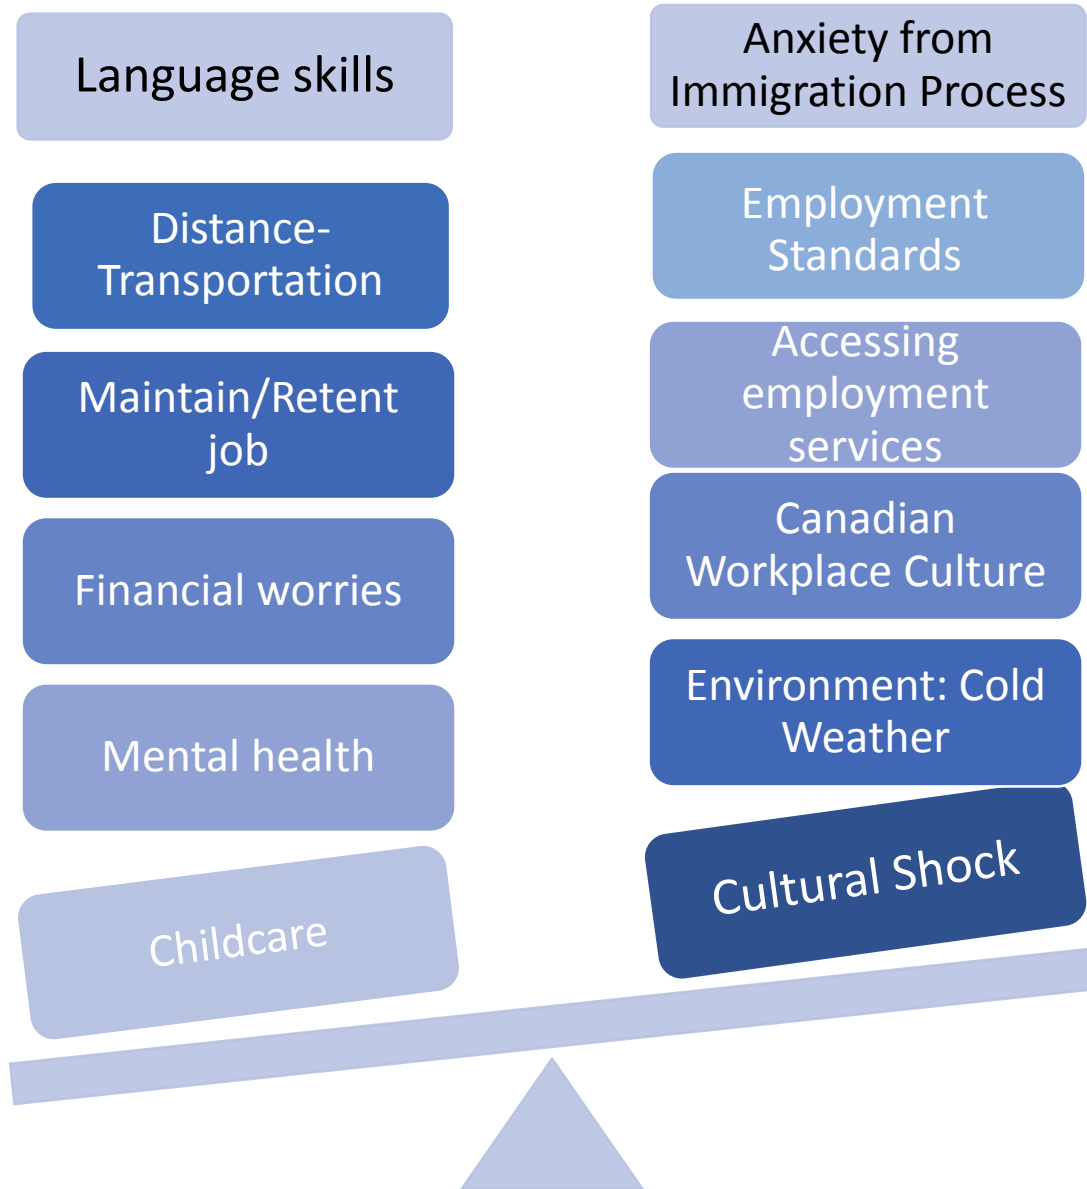 Language skills
Distance-
Transportation
Maintain/Retent
job
Financial worries
Mental health
Childcare
Anxiety from
Immigration Process
Employment
Standards
Accessing
employment
services
Canadian
Workplace Culture
Environment: Cold
Weather
Cultural Shock